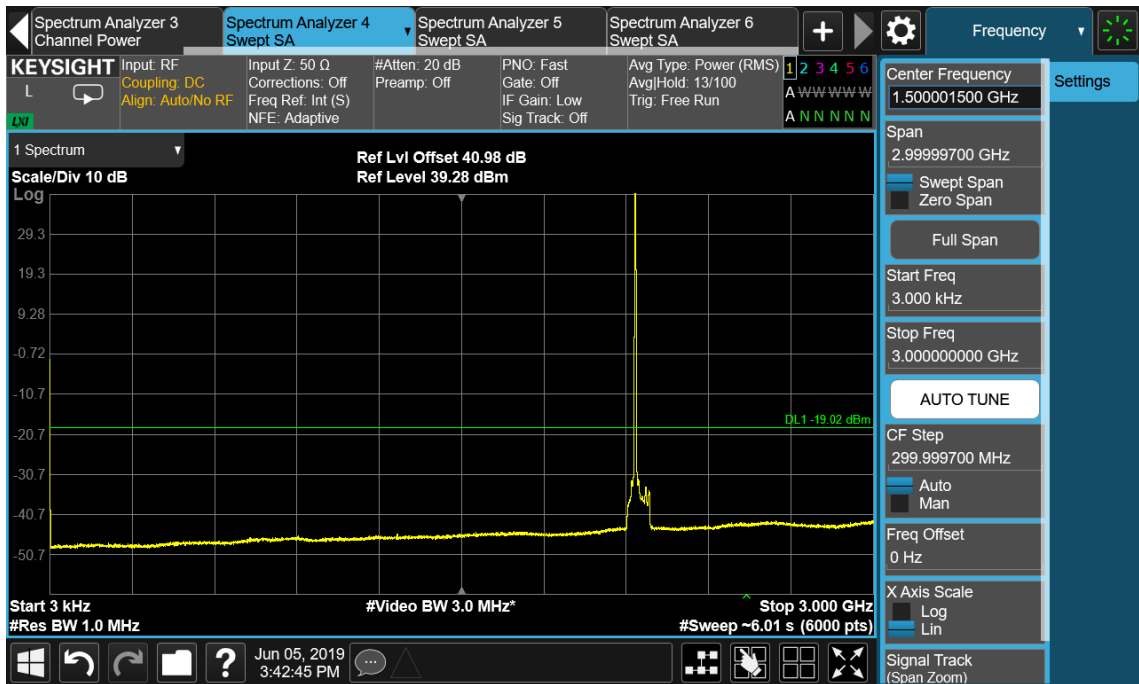 Spectrum Analyzer 3
Channel Power
Spectrum Analyzer 4
Swept SA
Spectrum Analyzer 5
Swept SA
Spectrum Analyzer 6
Swept SA
Frequency
KEYSIGHT
L
LXI
Input: RF
Coupling: DC
Align: Auto/No RF
Input Z: 50 Ω
Corrections: Off
Freq Ref: Int (S)
NFE: Adaptive
#Atten: 20 dB
Preamp: Off
PNO: Fast
Gate: Off
IF Gain: Low
Sig Track: Off
Avg Type: Power (RMS)
Avg|Hold: 13/100
Trig: Free Run
1 2 3 4 5 6
A W W W W W
A N N N N N
1 Spectrum
Scale/Div 10 dB
Ref Lvl Offset 40.98 dB
Ref Level 39.28 dBm
Log
29.3
19.3
9.28
-0.72
-10.7
-20.7
-30.7
-40.7
-50.7
DL1 -19.02 dBm
Start 3 kHz
#Video BW 3.0 MHz*
Stop 3.000 GHz
#Res BW 1.0 MHz
#Sweep ~6.01 s (6000 pts)
Center Frequency
1.500001500 GHz
Settings
Span
2.99999700 GHz
Swept Span
Zero Span
Full Span
Start Freq
3.000 kHz
Stop Freq
3.000000000 GHz
AUTO TUNE
CF Step
299.999700 MHz
Auto
Man
Freq Offset
0 Hz
X Axis Scale
Log
Lin
Signal Track
(Span Zoom)
?
Jun 05, 2019
3:42:45 PM